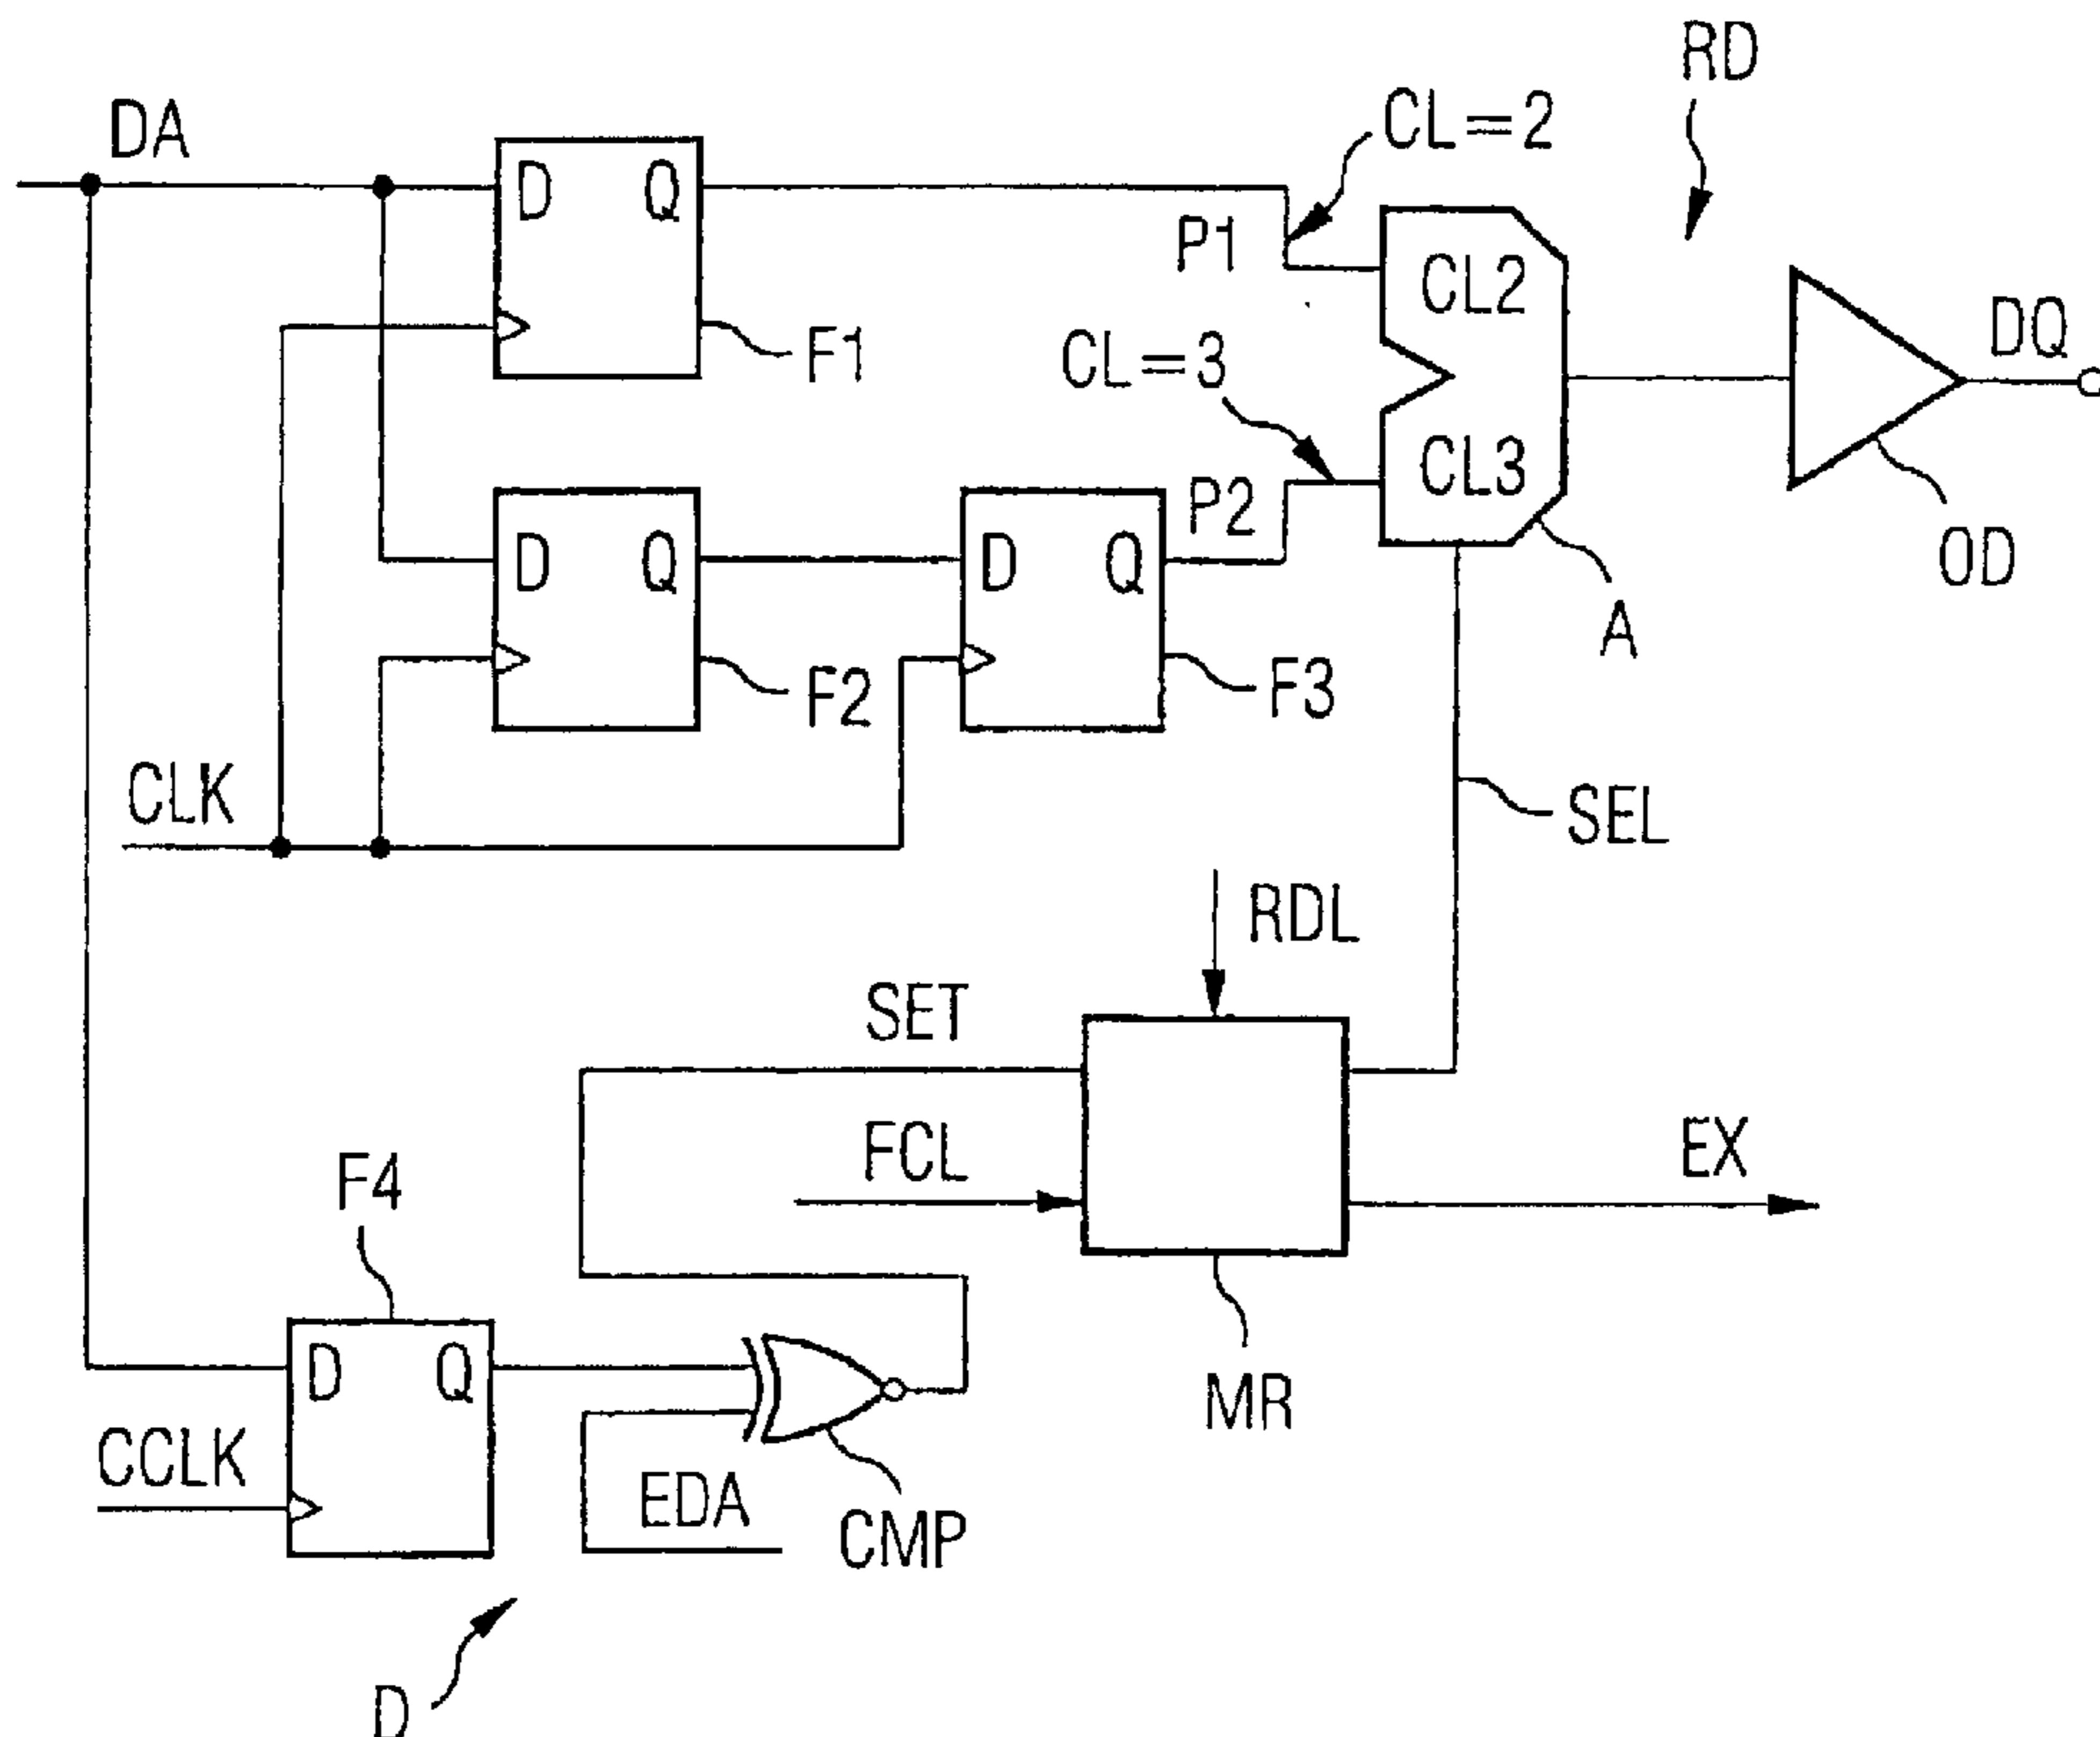 RD
CL=2
DA
D Q
P1
CL2
DQ
F1
CL=3
CL3
P2
D Q
D Q
OD
A
F2
F3
CLK
SEL
RDL
SET
FCL
EX
F4
D Q
MR
CCLK
EDA
CMP
D